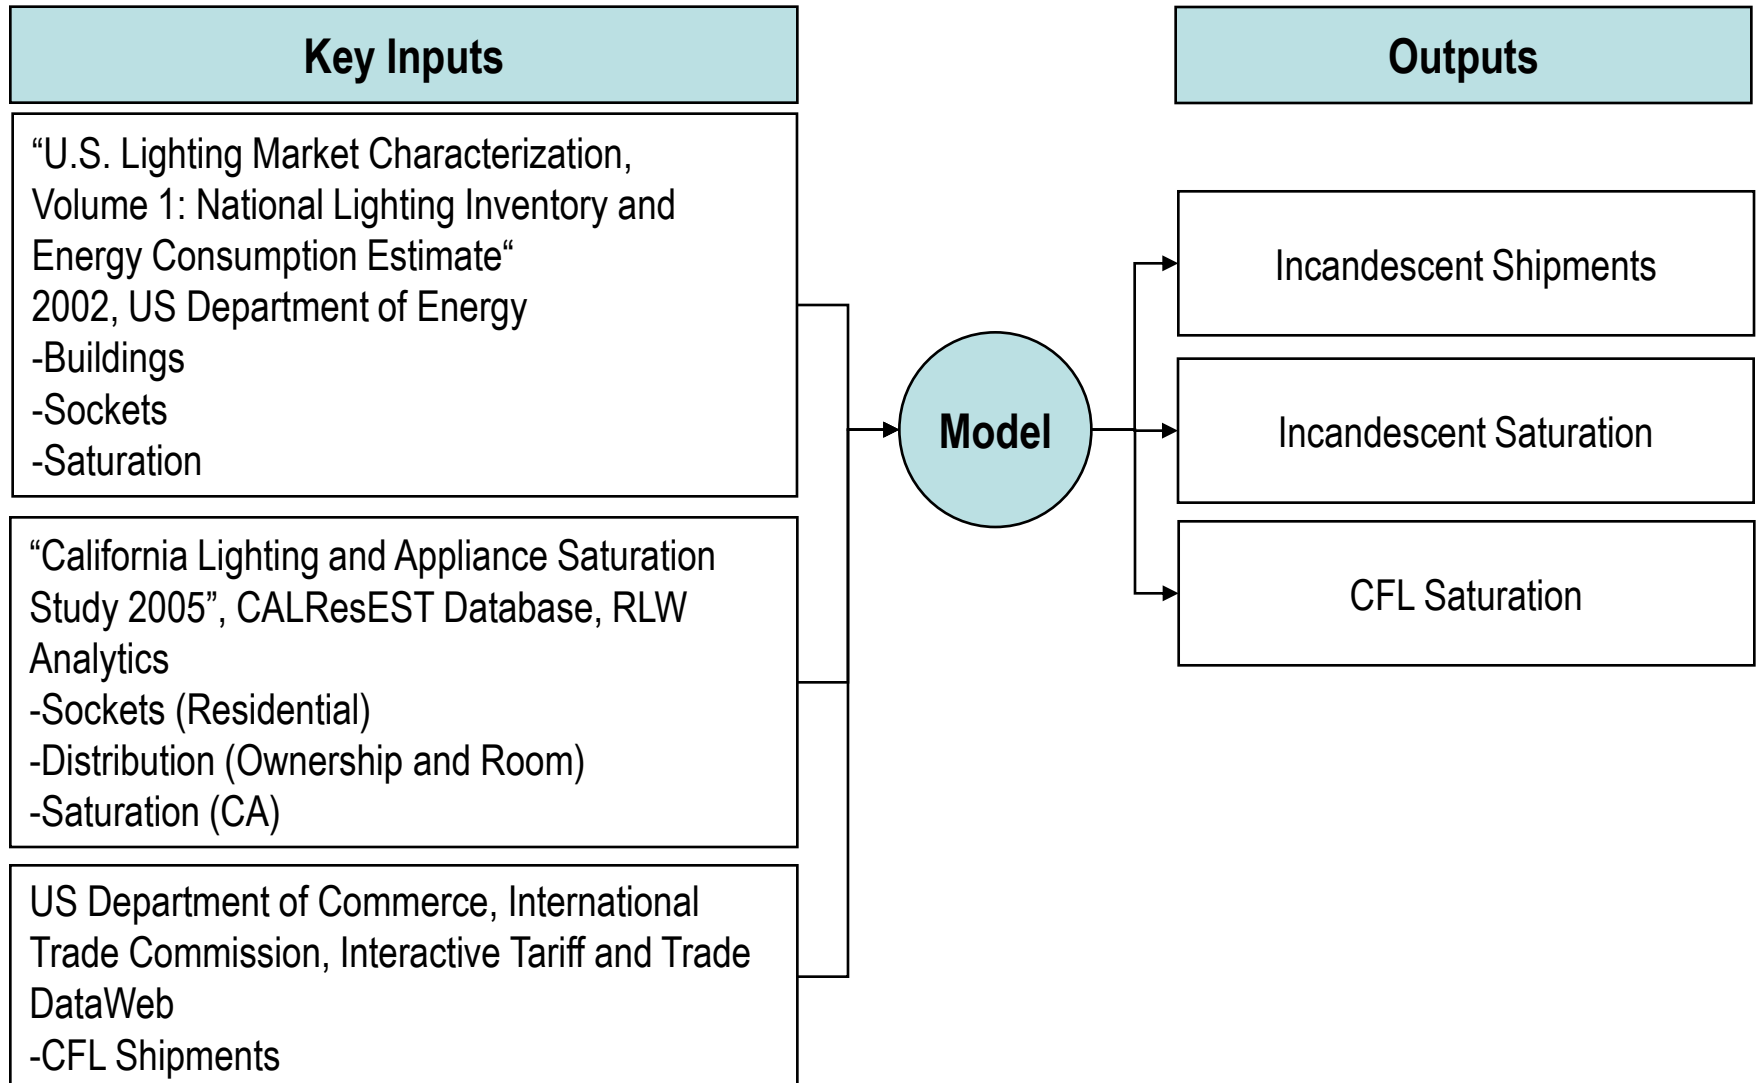 Key Inputs
“U.S. Lighting Market Characterization,
Volume 1: National Lighting Inventory and
Energy Consumption Estimate“
2002, US Department of Energy
-Buildings
-Sockets
-Saturation
“California Lighting and Appliance Saturation
Study 2005”, CALResEST Database, RLW
Analytics
-Sockets (Residential)
-Distribution (Ownership and Room)
-Saturation (CA)
US Department of Commerce, International
Trade Commission, Interactive Tariff and Trade
DataWeb
-CFL Shipments
Model
Outputs
Incandescent Shipments
Incandescent Saturation
CFL Saturation